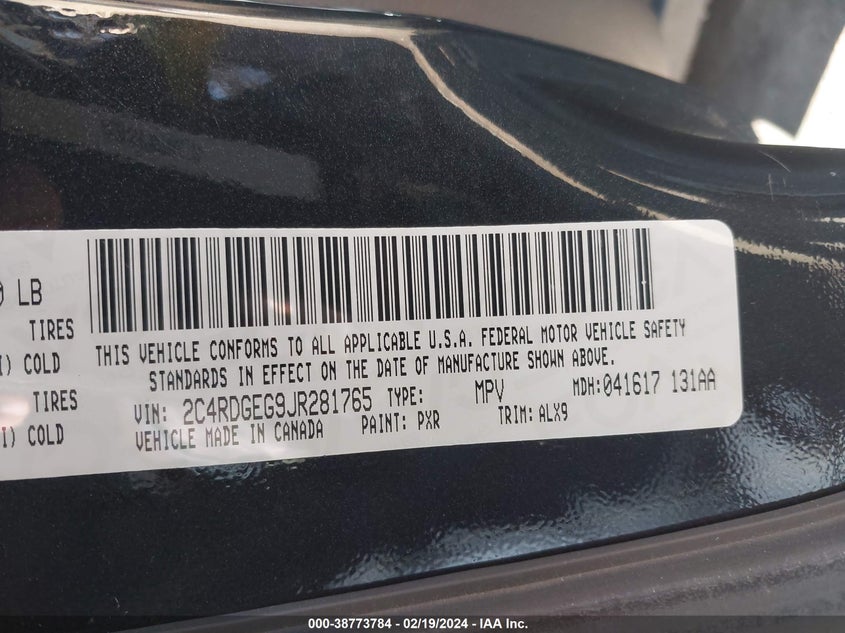 0 LB
TIRES
I) COLD
TIRES
I) COLD
THIS VEHICLE CONFORMS TO ALL APPLICABLE U.S.A. FEDERAL MOTOR VEHICLE SAFETY
STANDARDS IN EFFECT ON THE DATE OF MANUFACTURE SHOWN ABOVE.
VIN: 2C4RDGEG9JR281765 TYPE: MPV MDH: 041617 131AA
VEHICLE MADE IN CANADA PAINT: PXR TRIM: ALX9
000-38773784 - 02/19/2024 - IAA Inc.